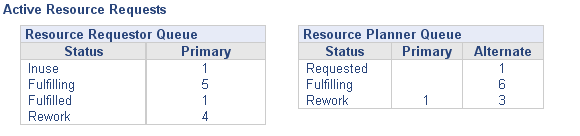 Active Resource Requests
Resource Requestor Queue
Status Primary
Inuse 1
Fulfilling 5
Fulfilled 1
Rework 4
Resource Planner Queue
Status Primary Alternate
Requested 1
Fulfilling 6
Rework 1 3